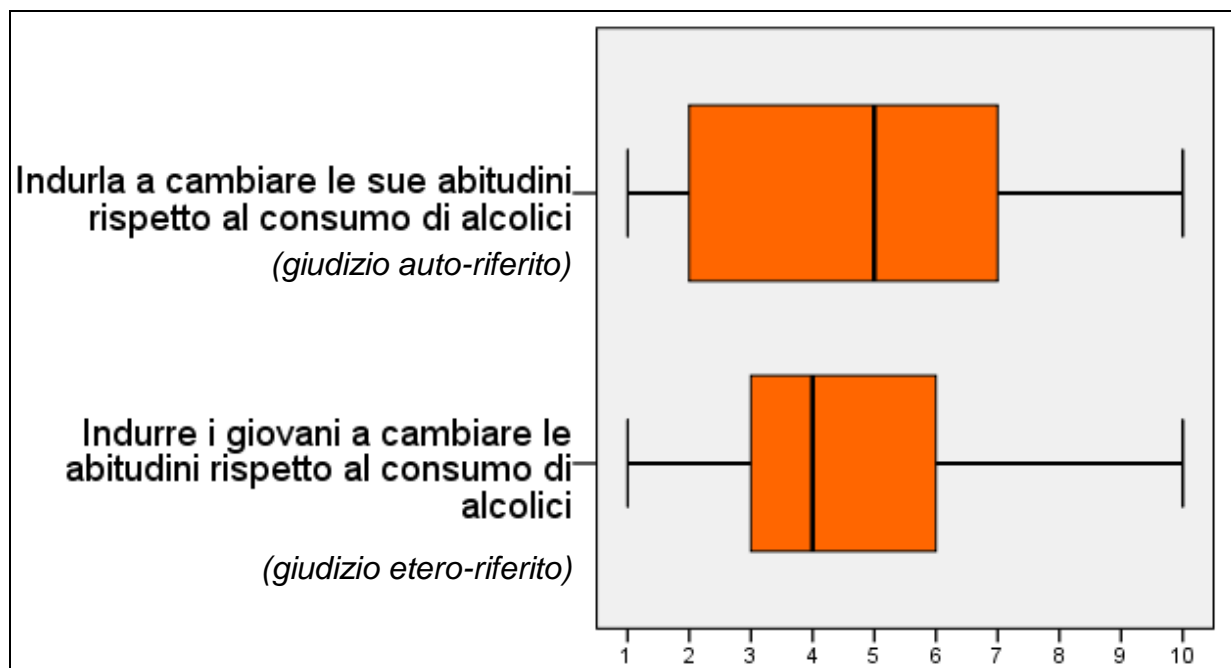 Indurla a cambiare le sue abitudini
rispetto al consumo di alcolici
(giudizio auto-riferito)
Indurre i giovani a cambiare le
abitudini rispetto al consumo di
alcolici
(giudizio etero-riferito)
1 2 3 4 5 6 7 8 9 10